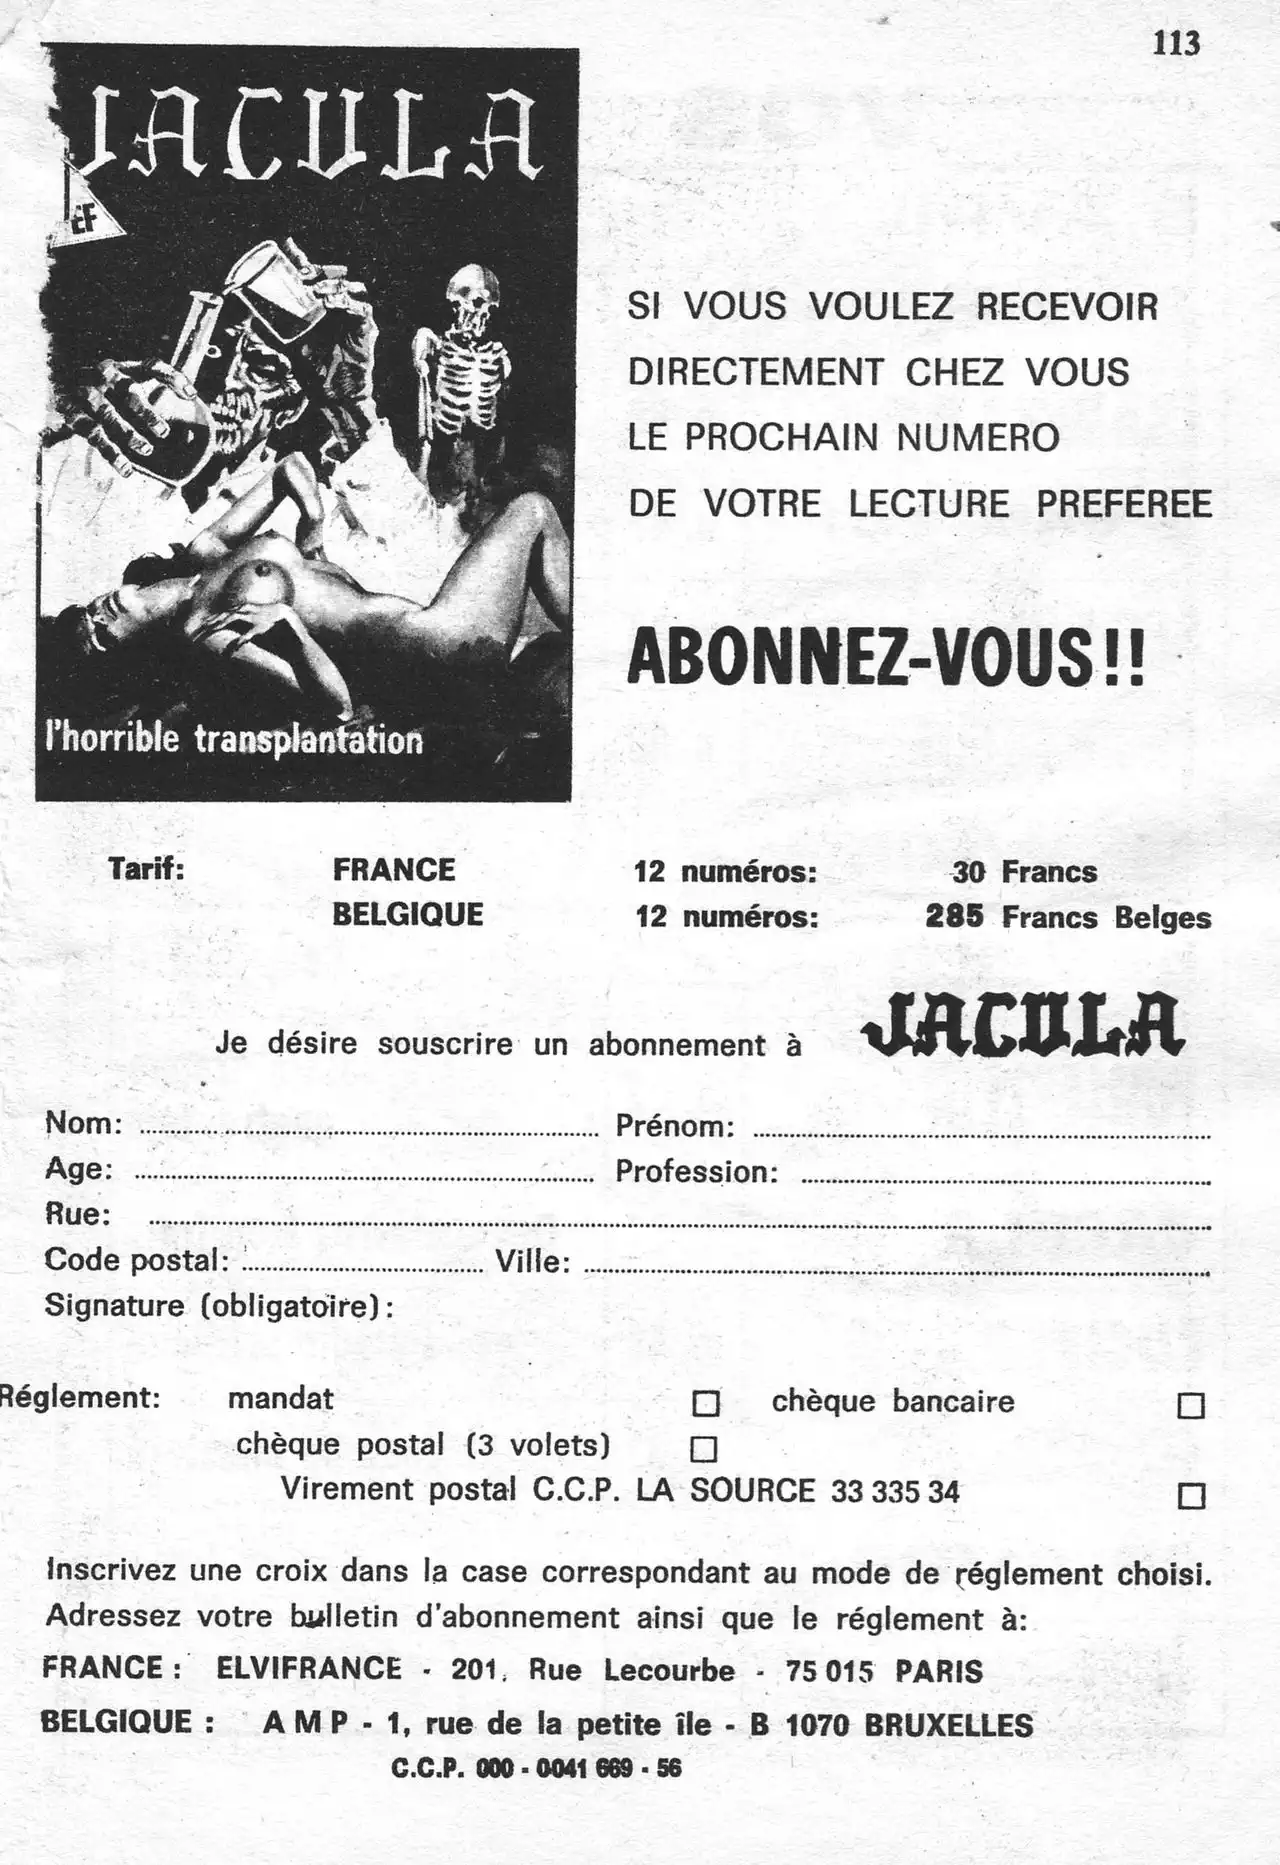 113
JACULA
EF
l'horrible transplantation
SI VOUS VOULEZ RECEVOIR
DIRECTEMENT CHEZ VOUS
LE PROCHAIN NUMERO
DE VOTRE LECTURE PREFEREE
ABONNEZ-VOUS!!
Tarif: FRANCE 12 numéros: 30 Francs
BELGIQUE 12 numéros: 285 Francs Belges
Je désire souscrire un abonnement à JACULA
Nom: Prénom:
Age: Profession:
Rue:
Code postal: Ville:
Signature (obligatoire):
Réglement: mandat □ chèque bancaire □
chèque postal (3 volets) □
Virement postal C.C.P. LA SOURCE 33 335 34 □
Inscrivez une croix dans la case correspondant au mode de réglement choisi.
Adressez votre bulletin d'abonnement ainsi que le réglement à:
FRANCE : ELVIFRANCE - 201, Rue Lecourbe - 75 015 PARIS
BELGIQUE : A M P - 1, rue de la petite île - B 1070 BRUXELLES
C.C.P. 000 - 0041 669 - 56